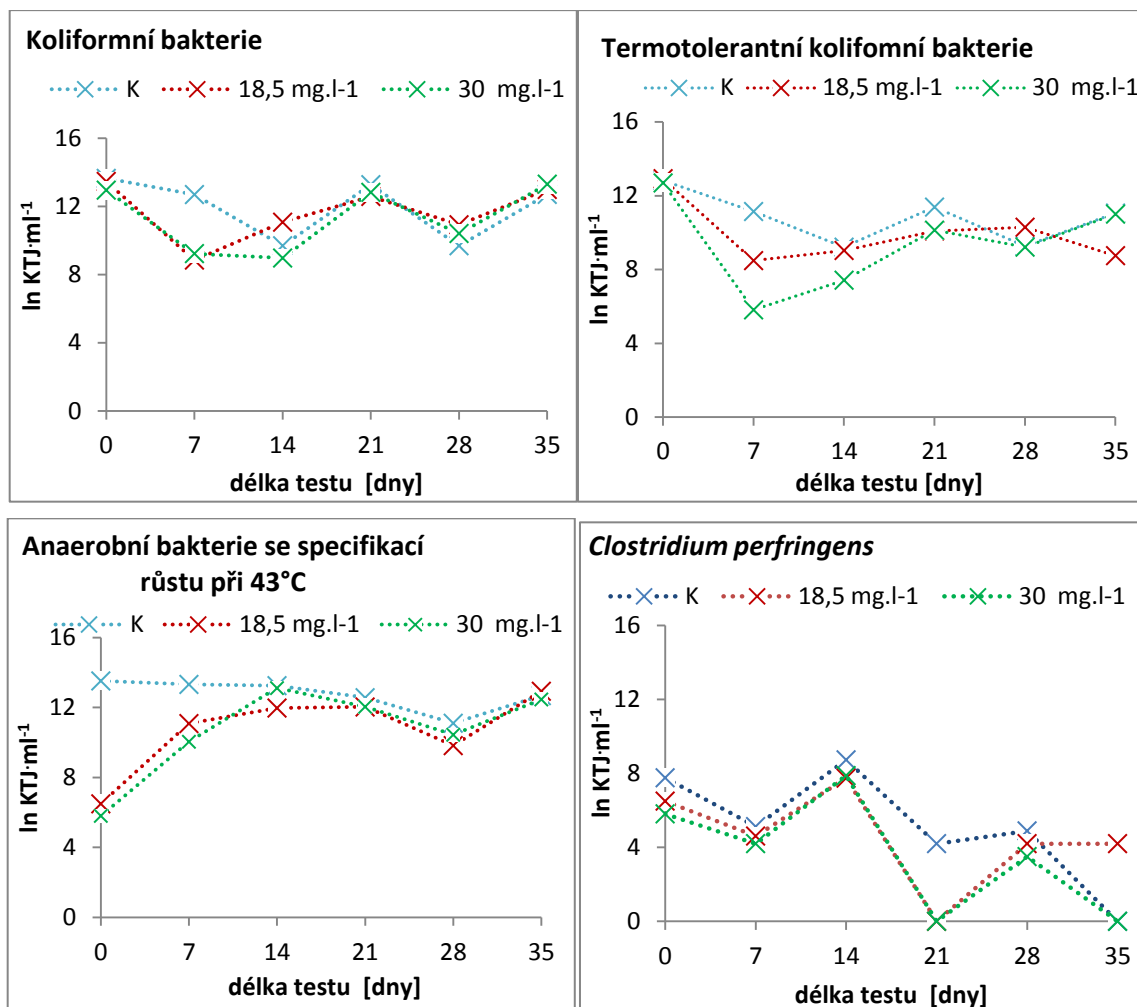 Koliformní bakterie
K 18,5 mg.l-1 30 mg.l-1
16
12
8
4
0
ln KTJ·ml-1
0 7 14 21 28 35
délka testu [dny]
Termotolerantní kolifomní bakterie
K 18,5 mg.l-1 30 mg.l-1
16
12
8
4
0
ln KTJ·ml-1
0 7 14 21 28 35
délka testu [dny]
Anaerobní bakterie se specifikací
růstu při 43°C
K 18,5 mg.l-1 30 mg.l-1
16
12
8
4
0
ln KTJ·ml-1
0 7 14 21 28 35
délka testu [dny]
Clostridium perfringens
K 18,5 mg.l-1 30 mg.l-1
16
12
8
4
0
ln KTJ·ml-1
0 7 14 21 28 35
délka testu [dny]